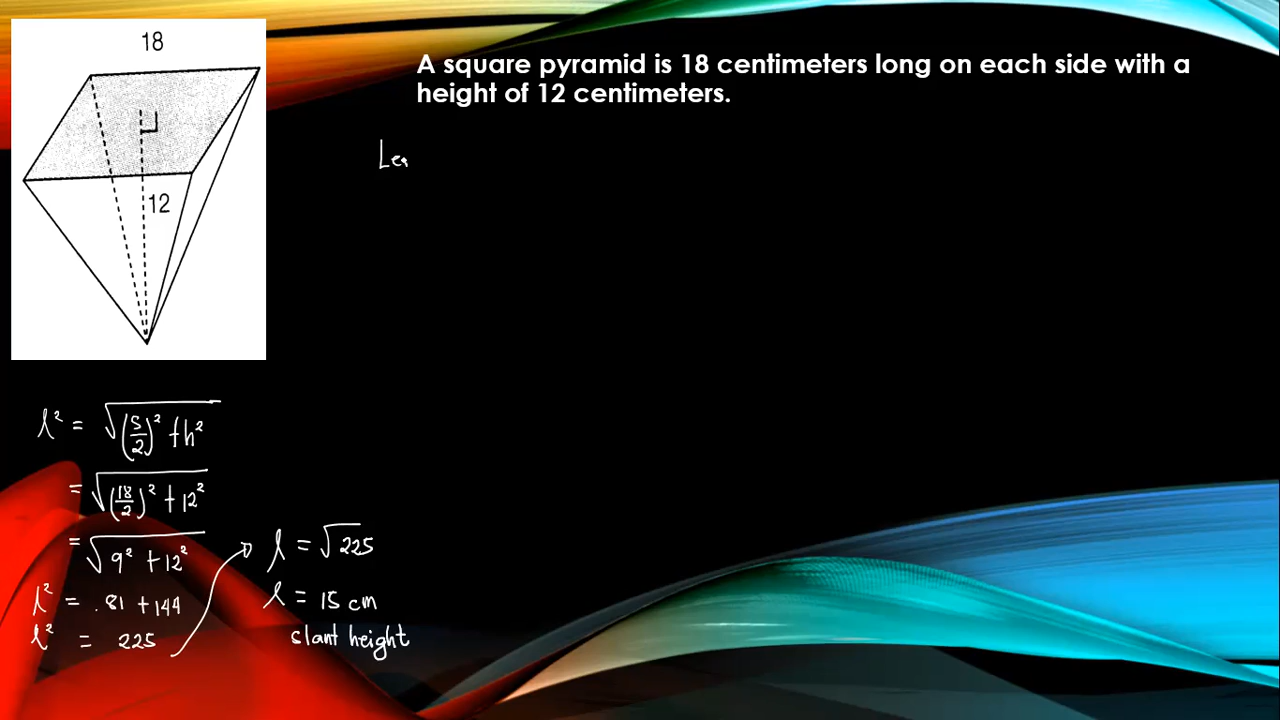 18
A square pyramid is 18 centimeters long on each side with a
height of 12 centimeters.
12
l² = √(s/2)² + h²
= √(18/2)² + 12²
= √9² + 12²
l² = 81 + 144
l² = 225
l = √225
l = 15 cm
slant height